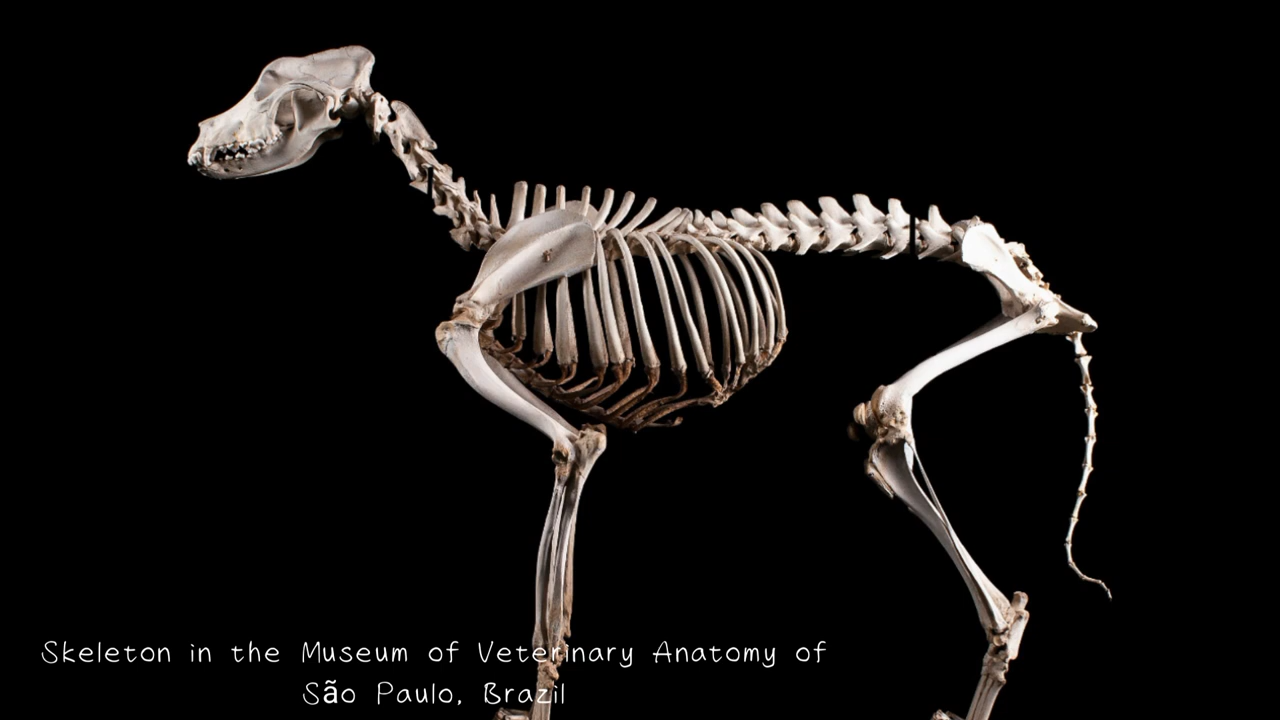 Skeleton in the Museum of Veterinary Anatomy of
São Paulo, Brazil